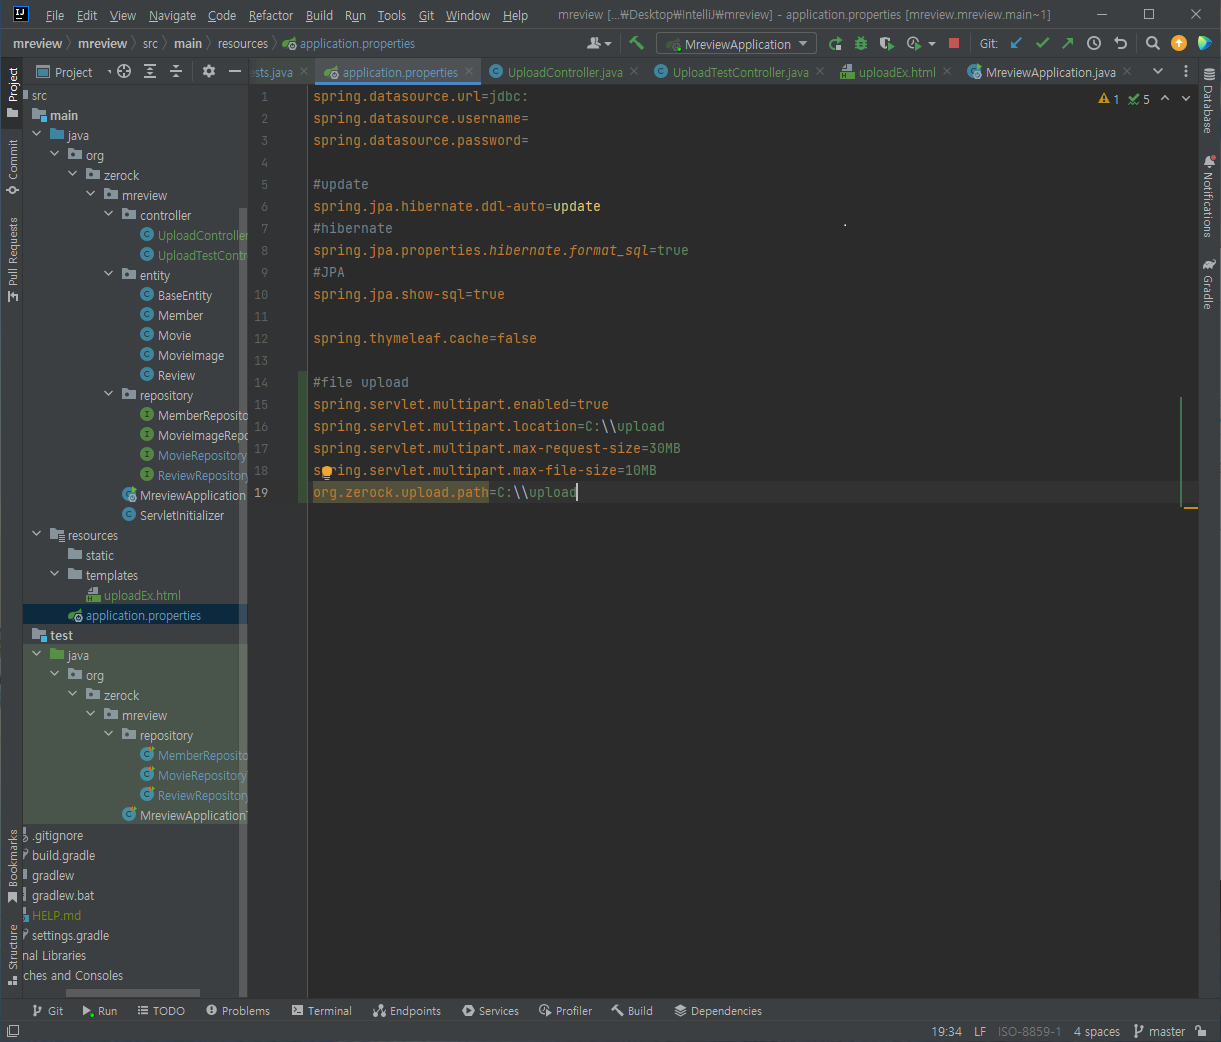 File Edit View Navigate Code Refactor Build Run Tools Git Window Help mreview [...₩Desktop₩IntelliJ₩mreview] - application.properties [mreview.mreview.main~1]
mreview mreview src main resources application.properties MreviewApplication Git:
Project sts.java application.properties UploadController.java UploadTestController.java uploadEx.html MreviewApplication.java
Project
Commit
Pull Requests
Bookmarks
Structure
src
main
java
org
zerock
mreview
controller
UploadController
UploadTestContr
entity
BaseEntity
Member
Movie
MovieImage
Review
repository
MemberReposito
MovieImageRepo
MovieRepository
ReviewRepository
MreviewApplication
ServletInitializer
resources
static
templates
uploadEx.html
application.properties
test
java
org
zerock
mreview
repository
MemberReposito
MovieRepository
ReviewRepository
MreviewApplicationT
.gitignore
build.gradle
gradlew
gradlew.bat
HELP.md
settings.gradle
nal Libraries
ches and Consoles
1 spring.datasource.url=jdbc:
2 spring.datasource.username=
3 spring.datasource.password=
4
5 #update
6 spring.jpa.hibernate.ddl-auto=update
7 #hibernate
8 spring.jpa.properties.hibernate.format_sql=true
9 #JPA
10 spring.jpa.show-sql=true
11
12 spring.thymeleaf.cache=false
13
14 #file upload
15 spring.servlet.multipart.enabled=true
16 spring.servlet.multipart.location=C:\\upload
17 spring.servlet.multipart.max-request-size=30MB
18 spring.servlet.multipart.max-file-size=10MB
19 org.zerock.upload.path=C:\\upload
1 5
Database
Notifications
Gradle
Git Run TODO Problems Terminal Endpoints Services Profiler Build Dependencies
19:34 LF ISO-8859-1 4 spaces master